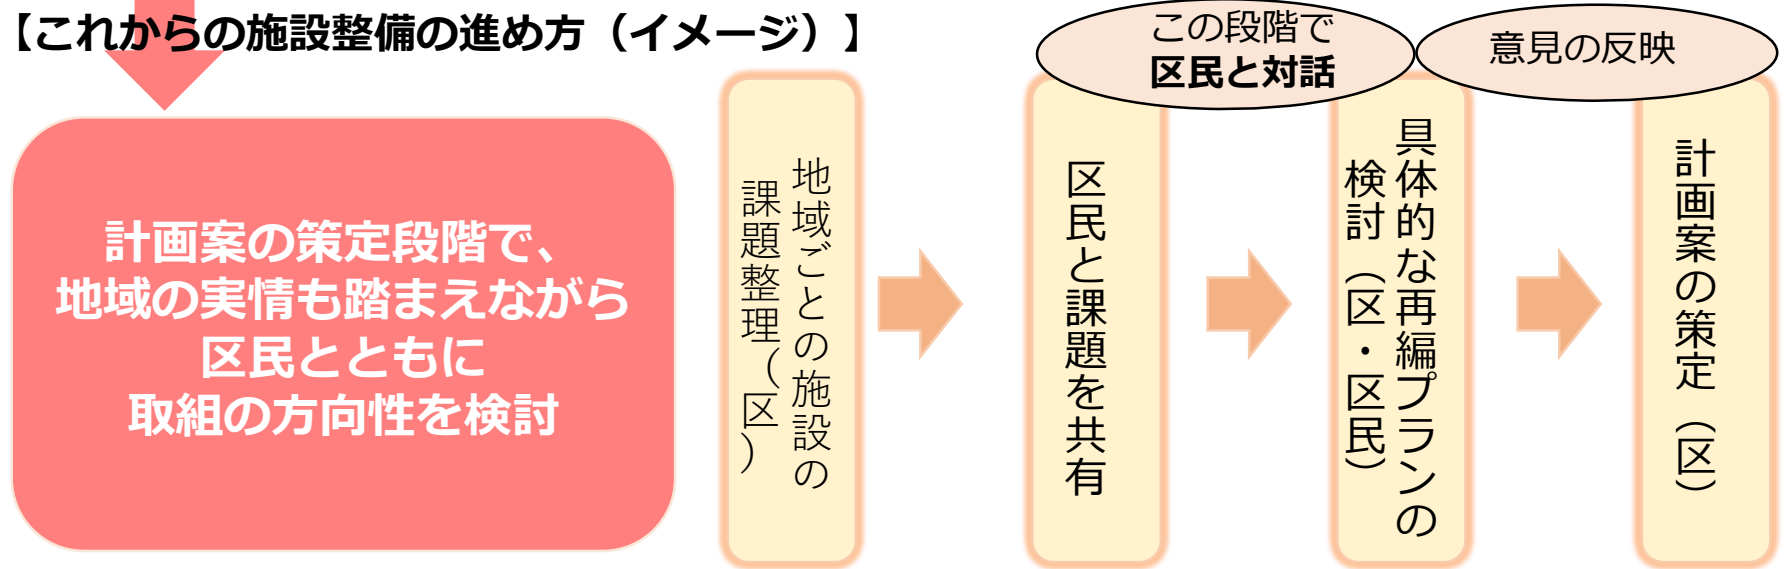 【これからの施設整備の進め方（イメージ）】
計画案の策定段階で、
地域の実情も踏まえながら
区民とともに
取組の方向性を検討
地域ごとの施設の
課題整理（区）
この段階で
区民と対話
意見の反映
区民と課題を共有
具体的な再編プランの
検討（区・区民）
計画案の策定（区）